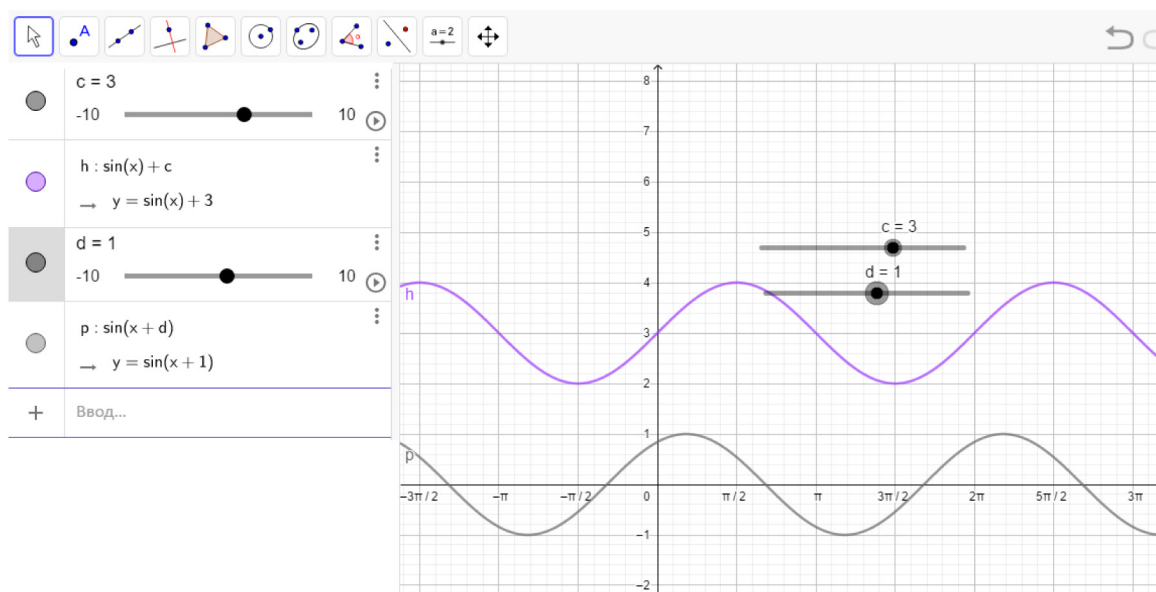 A
a=2
c = 3
-10 10
h : sin(x) + c
→ y = sin(x) + 3
d = 1
-10 10
p : sin(x + d)
→ y = sin(x + 1)
+ Ввод...
8
7
6
5
4
3
2
1
0
−1
−2
c = 3
d = 1
h
p
−3π / 2 −π −π / 2 π / 2 π 3π / 2 2π 5π / 2 3π